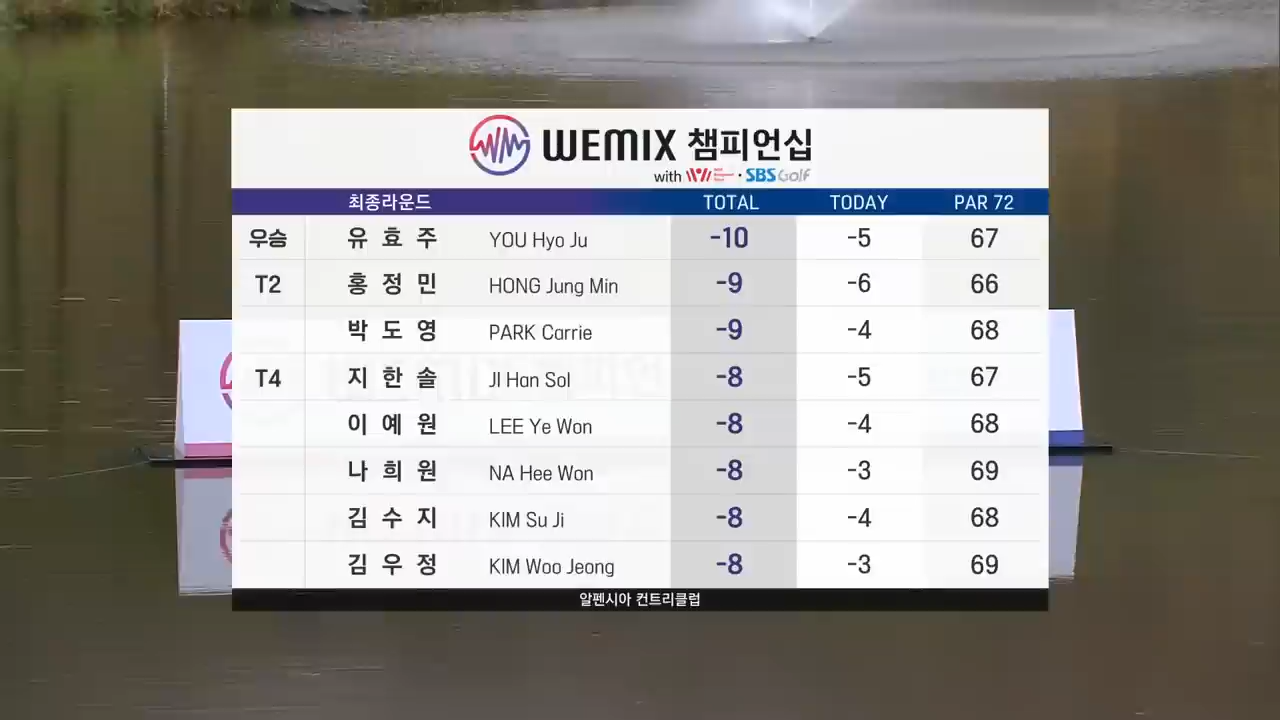 WEMIX 챔피언십
with · SBS Golf
최종라운드 TOTAL TODAY PAR 72
우승 유 효 주 YOU Hyo Ju -10 -5 67
T2 홍 정 민 HONG Jung Min -9 -6 66
박 도 영 PARK Carrie -9 -4 68
T4 지 한 솔 JI Han Sol -8 -5 67
이 예 원 LEE Ye Won -8 -4 68
나 희 원 NA Hee Won -8 -3 69
김 수 지 KIM Su Ji -8 -4 68
김 우 정 KIM Woo Jeong -8 -3 69
알펜시아 컨트리클럽